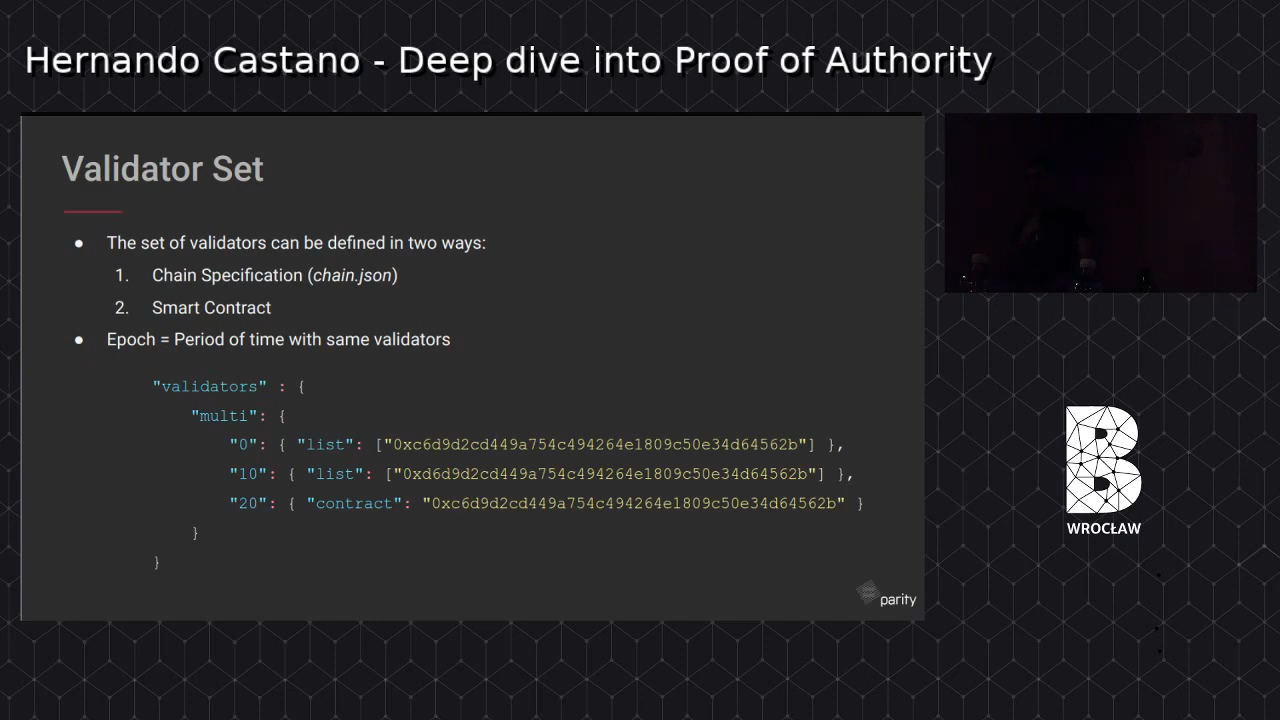 Hernando Castano - Deep dive into Proof of Authority
Validator Set
● The set of validators can be defined in two ways:
1. Chain Specification (chain.json)
2. Smart Contract
● Epoch = Period of time with same validators
"validators" : {
"multi": {
"0": { "list": ["0xc6d9d2cd449a754c494264e1809c50e34d64562b"] },
"10": { "list": ["0xd6d9d2cd449a754c494264e1809c50e34d64562b"] },
"20": { "contract": "0xc6d9d2cd449a754c494264e1809c50e34d64562b" }
}
}
parity
B
WROCŁAW